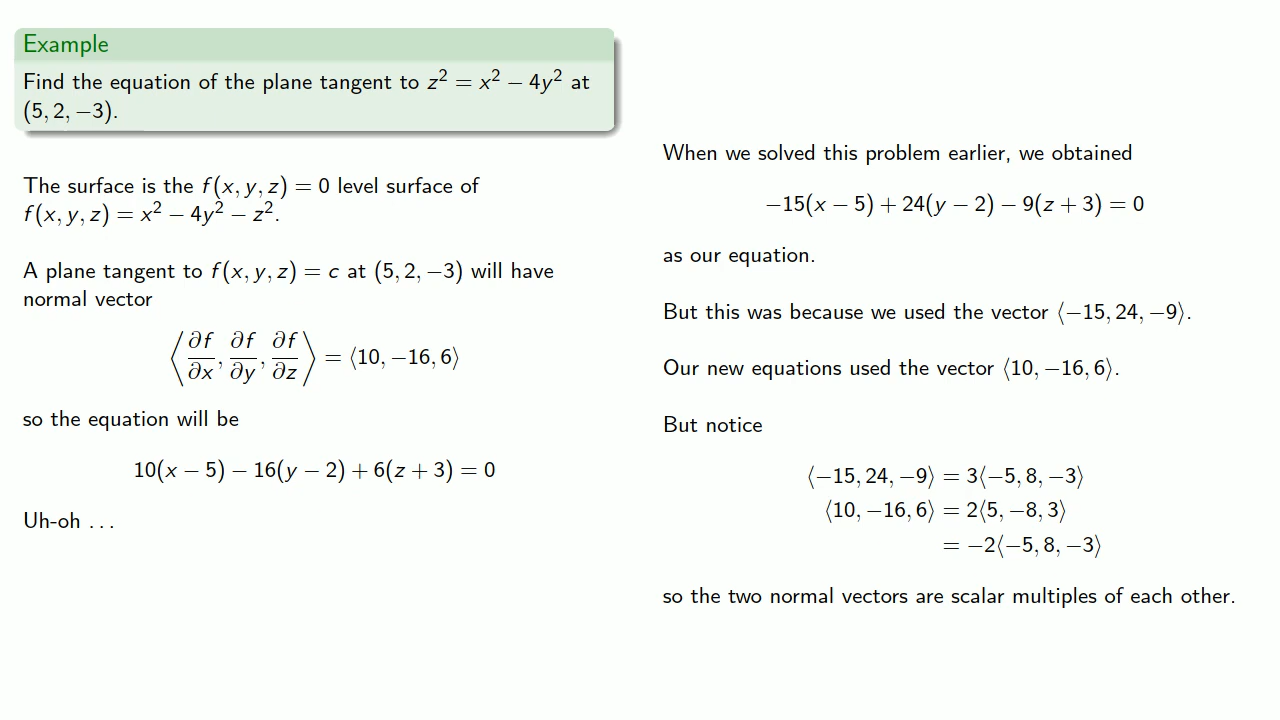 Example
Find the equation of the plane tangent to z² = x² − 4y² at
(5, 2, −3).
The surface is the f(x, y, z) = 0 level surface of
f(x, y, z) = x² − 4y² − z².
A plane tangent to f(x, y, z) = c at (5, 2, −3) will have
normal vector
⟨∂f/∂x, ∂f/∂y, ∂f/∂z⟩ = ⟨10, −16, 6⟩
so the equation will be
10(x − 5) − 16(y − 2) + 6(z + 3) = 0
Uh-oh . . .
When we solved this problem earlier, we obtained
−15(x − 5) + 24(y − 2) − 9(z + 3) = 0
as our equation.
But this was because we used the vector ⟨−15, 24, −9⟩.
Our new equations used the vector ⟨10, −16, 6⟩.
But notice
⟨−15, 24, −9⟩ = 3⟨−5, 8, −3⟩
⟨10, −16, 6⟩ = 2⟨5, −8, 3⟩
= −2⟨−5, 8, −3⟩
so the two normal vectors are scalar multiples of each other.